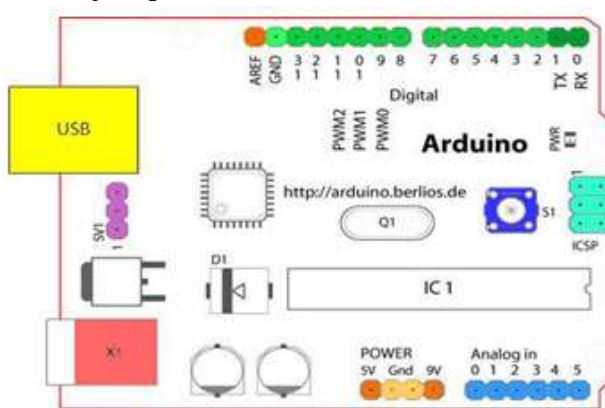 AREF
GND
13
12
11
10
9
8
7
6
5
4
3
2
1
0
TX
RX
Digital
PWM2
PWM1
PWM0
Arduino
PWR
USB
http://arduino.berlios.de
SV1
1
Q1
S1
1
ICSP
D1
IC 1
X1
POWER
5V Gnd 9V
Analog in
0 1 2 3 4 5